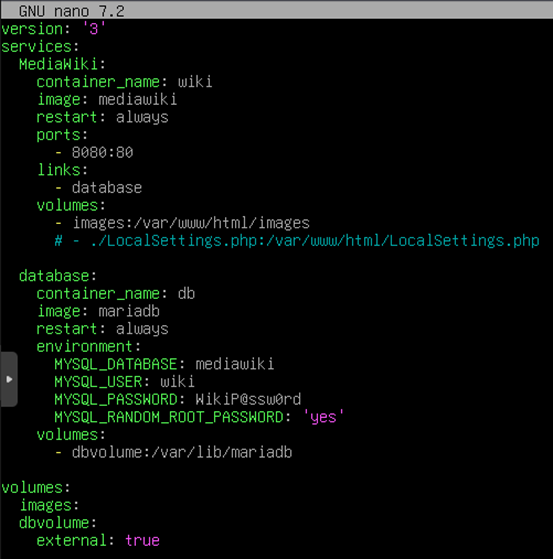 GNU nano 7.2
version: '3'
services:
  MediaWiki:
    container_name: wiki
    image: mediawiki
    restart: always
    ports:
      - 8080:80
    links:
      - database
    volumes:
      - images:/var/www/html/images
      # - ./LocalSettings.php:/var/www/html/LocalSettings.php
  database:
    container_name: db
    image: mariadb
    restart: always
    environment:
      MYSQL_DATABASE: mediawiki
      MYSQL_USER: wiki
      MYSQL_PASSWORD: WikiP@ssw0rd
      MYSQL_RANDOM_ROOT_PASSWORD: 'yes'
    volumes:
      - dbvolume:/var/lib/mariadb
volumes:
  images:
  dbvolume:
    external: true